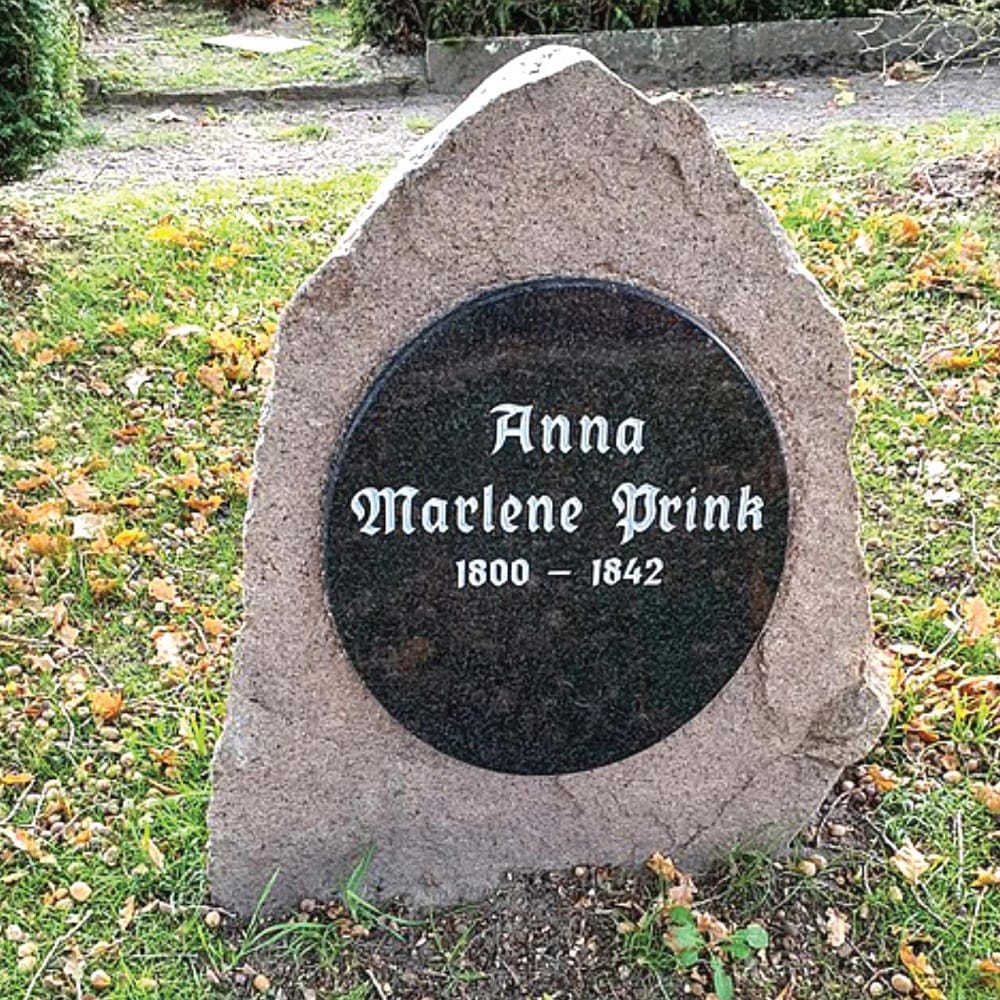 Anna
Marlene Prink
1800 – 1842